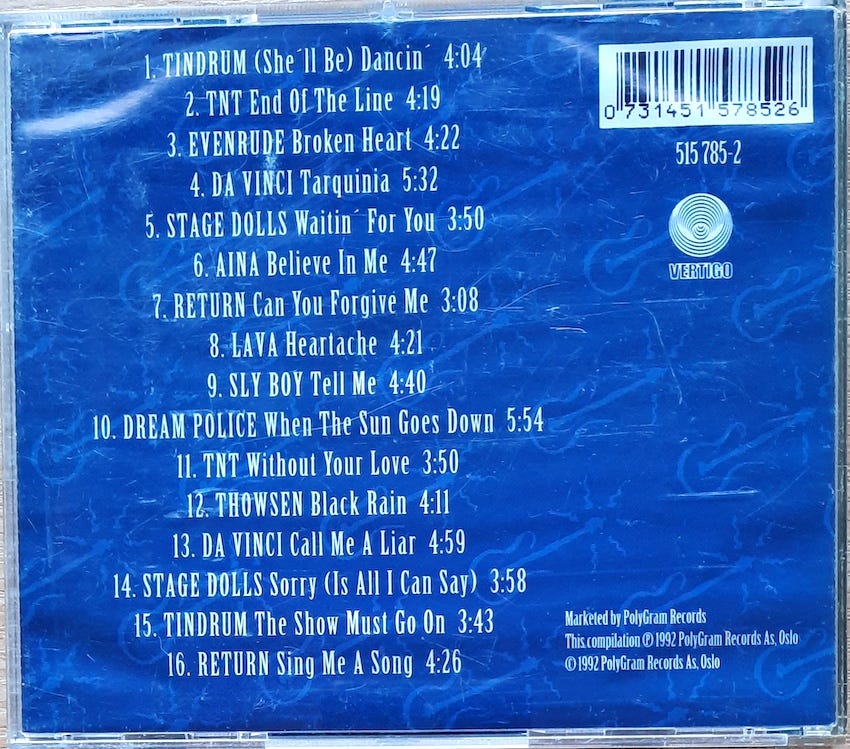 1. TINDRUM (She´ll Be) Dancin´ 4:04
2. TNT End Of The Line 4:19
3. EVENRUDE Broken Heart 4:22
4. DA VINCI Tarquinia 5:32
5. STAGE DOLLS Waitin´ For You 3:50
6. AINA Believe In Me 4:47
7. RETURN Can You Forgive Me 3:08
8. LAVA Heartache 4:21
9. SLY BOY Tell Me 4:40
10. DREAM POLICE When The Sun Goes Down 5:54
11. TNT Without Your Love 3:50
12. THOWSEN Black Rain 4:11
13. DA VINCI Call Me A Liar 4:59
14. STAGE DOLLS Sorry (Is All I Can Say) 3:58
15. TINDRUM The Show Must Go On 3:43
16. RETURN Sing Me A Song 4:26
0 731451 578526
515 785-2
VERTIGO
Marketed by PolyGram Records
This compilation ℗ 1992 PolyGram Records As, Oslo
© 1992 PolyGram Records As, Oslo